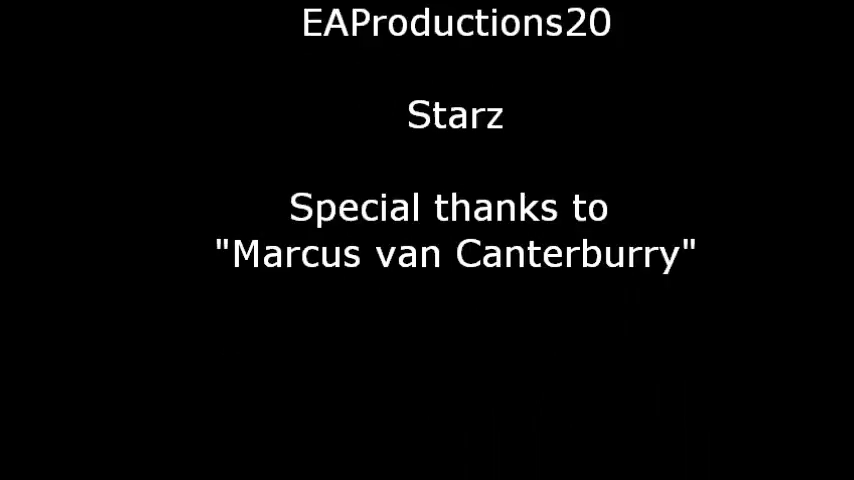 EAProductions20
Starz
Special thanks to
"Marcus van Canterburry"